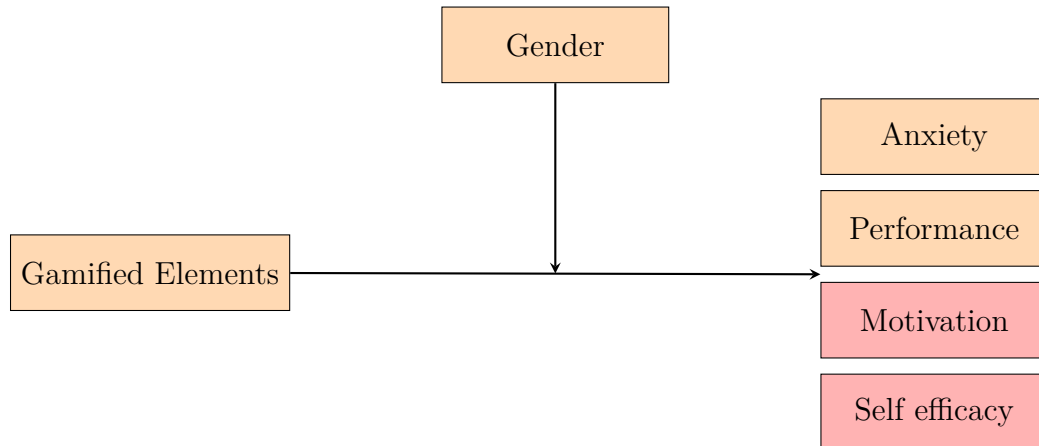 Gender
Anxiety
Performance
Gamified Elements
Motivation
Self efficacy